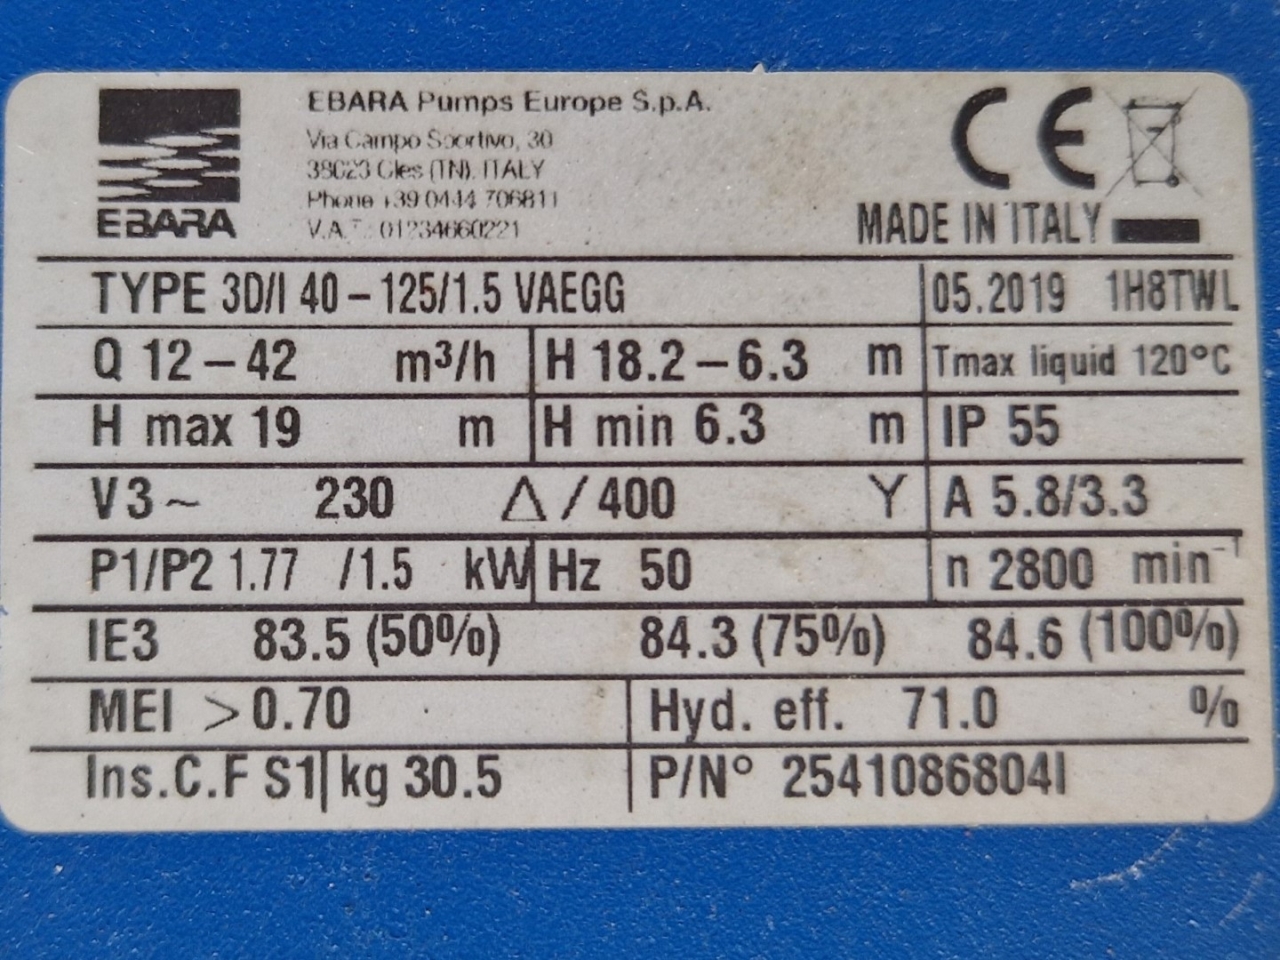 EBARA
EBARA Pumps Europe S.p.A.
Via Campo Sportivo, 30
38023 Cles (TN). ITALY
Phone +39 0444 706811
V.A.T.: 01234660221
CE
MADE IN ITALY
TYPE 3D/I 40 – 125/1.5 VAEGG 05.2019 1H8TWL
Q 12 – 42 m³/h H 18.2 – 6.3 m Tmax liquid 120°C
H max 19 m H min 6.3 m IP 55
V 3 ~ 230 Δ / 400 Y A 5.8/3.3
P1/P2 1.77 /1.5 kW Hz 50 n 2800 min⁻¹
IE3 83.5 (50%) 84.3 (75%) 84.6 (100%)
MEI > 0.70 Hyd. eff. 71.0 %
Ins.C.F S1 kg 30.5 P/N° 2541086804I